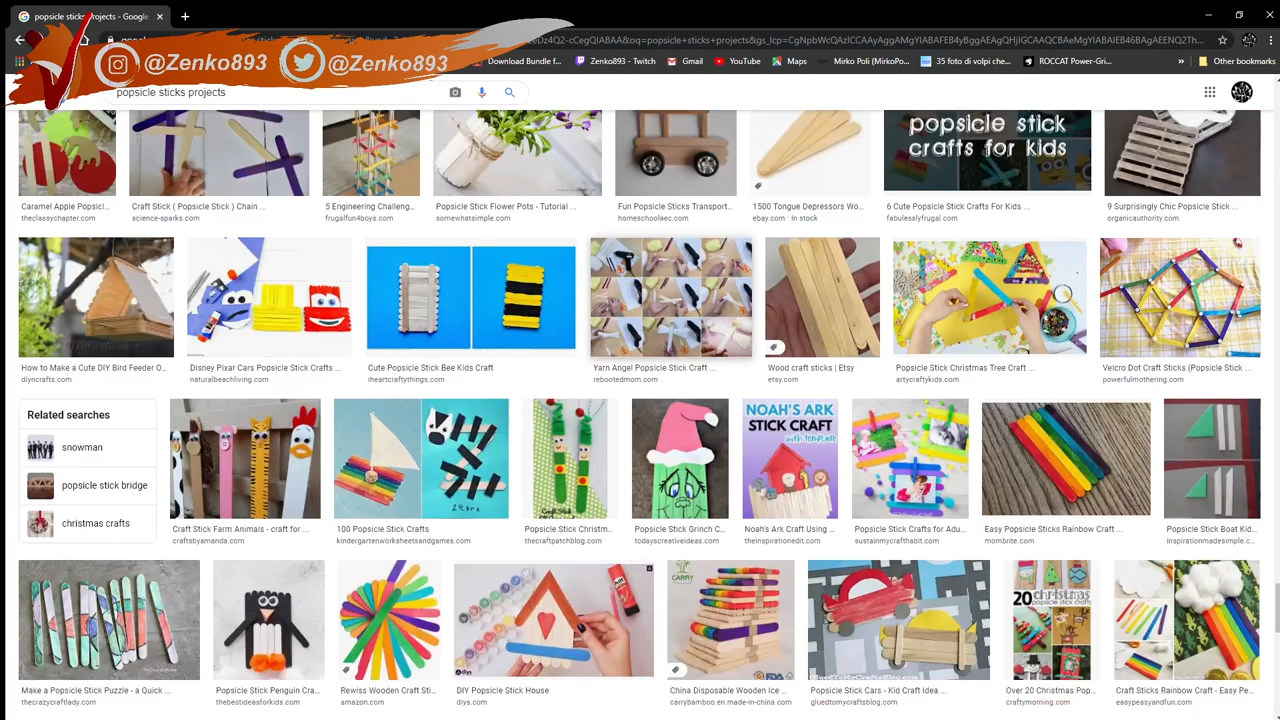 popsicle sticks projects - Google
@Zenko893
@Zenko893
Download Bundle f...
Zenko893 - Twitch
Gmail
YouTube
Maps
Mirko Poli (MirkoPo...
35 foto di volpi che...
ROCCAT Power-Gri...
»
Other bookmarks
popsicle sticks projects
popsicle stick
crafts for kids
Caramel Apple Popsicl...
theclassychapter.com
Craft Stick ( Popsicle Stick ) Chain ...
science-sparks.com
5 Engineering Challeng...
frugalfun4boys.com
Popsicle Stick Flower Pots - Tutorial ...
somewhatsimple.com
Fun Popsicle Sticks Transport...
homeschoolaec.com
1500 Tongue Depressors Wo...
ebay.com · In stock
6 Cute Popsicle Stick Crafts For Kids ...
fabulesslyfrugal.com
9 Surprisingly Chic Popsicle Stick ...
organicauthority.com
How to Make a Cute DIY Bird Feeder O...
diyncrafts.com
Disney Pixar Cars Popsicle Stick Crafts ...
naturalbeachliving.com
Cute Popsicle Stick Bee Kids Craft
iheartcraftythings.com
Yarn Angel Popsicle Stick Craft ...
rebootedmom.com
Wood craft sticks | Etsy
etsy.com
Popsicle Stick Christmas Tree Craft ...
artycraftykids.com
Velcro Dot Craft Sticks (Popsicle Stick ...
powerfulmothering.com
Related searches
snowman
popsicle stick bridge
christmas crafts
NOAH'S ARK
STICK CRAFT
with template
Craft Stick Farm Animals - craft for ...
craftsbyamanda.com
100 Popsicle Stick Crafts
kindergartenworksheetsandgames.com
Popsicle Stick Christm...
thecraftpatchblog.com
Popsicle Stick Grinch C...
todayscreativeideas.com
Noah's Ark Craft Using ...
theinspirationedit.com
Popsicle Stick Crafts for Adu...
sustainmycrafthabit.com
Easy Popsicle Sticks Rainbow Craft ...
mombrite.com
Popsicle Stick Boat Kid...
inspirationmadesimple.c...
CARRY
20 christmas
popsicle stick crafts
GluedToMyCraftsBlog.com
Make a Popsicle Stick Puzzle - a Quick ...
thecrazycraftlady.com
Popsicle Stick Penguin Cra...
thebestideasforkids.com
Rewiss Wooden Craft Sti...
amazon.com
DIY Popsicle Stick House
diys.com
China Disposable Wooden Ice ...
carrybamboo.en.made-in-china.com
Popsicle Stick Cars - Kid Craft Idea ...
gluedtomycraftsblog.com
Over 20 Christmas Pop...
craftymorning.com
Craft Sticks Rainbow Craft - Easy Pe...
easypeasyandfun.com